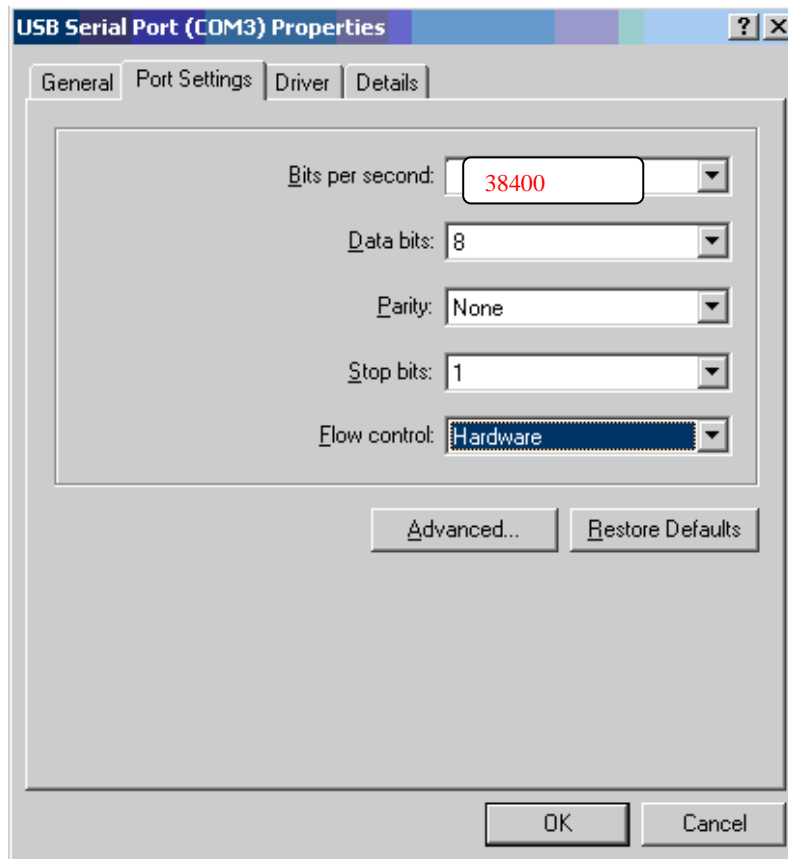 USB Serial Port (COM3) Properties
General Port Settings Driver Details
Bits per second: 38400
Data bits: 8
Parity: None
Stop bits: 1
Flow control: Hardware
Advanced... Restore Defaults
OK Cancel